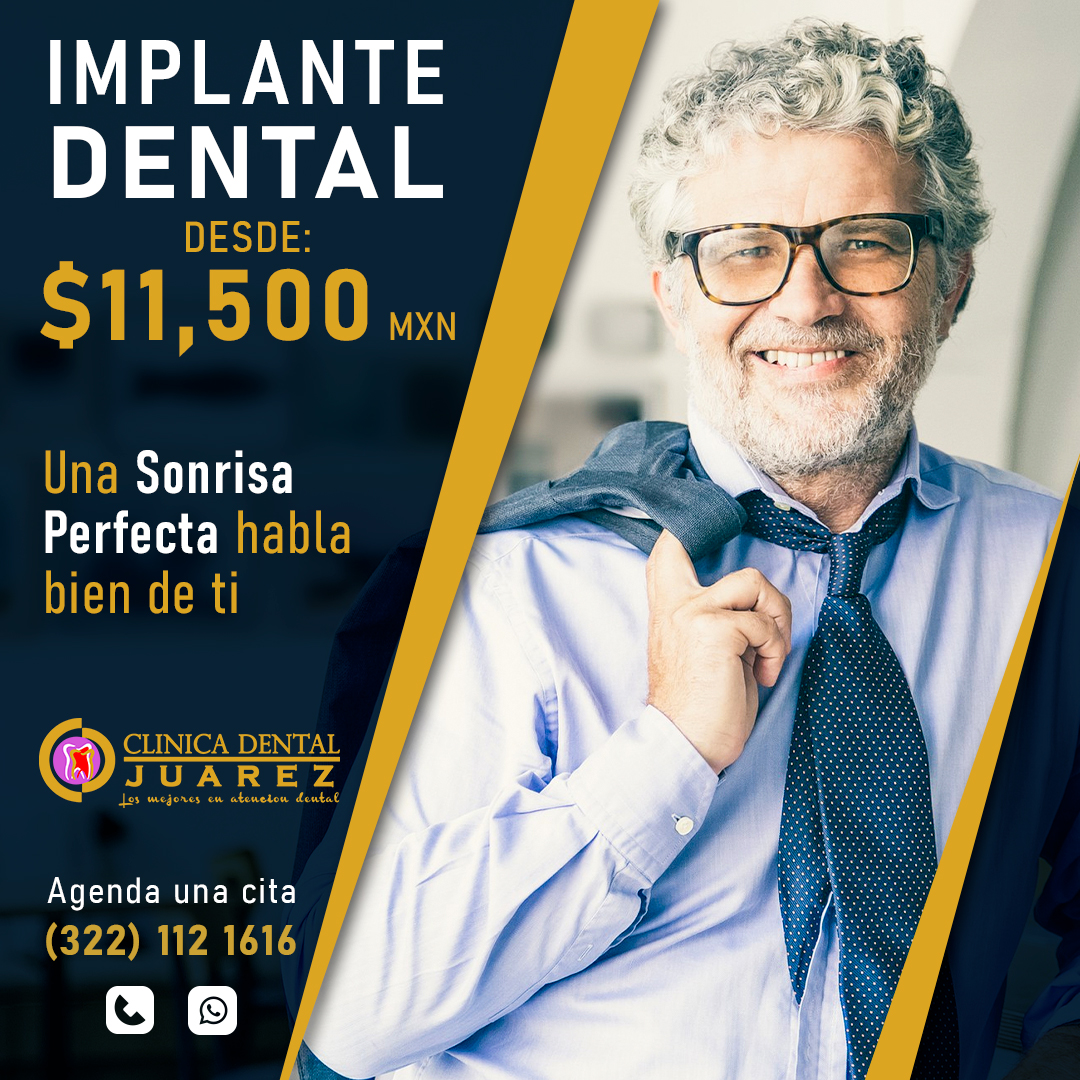 IMPLANTE
DENTAL
DESDE:
$11,500 MXN
Una Sonrisa
Perfecta habla
bien de ti
CLINICA DENTAL
JUAREZ
Los mejores en atencion dental
Agenda una cita
(322) 112 1616